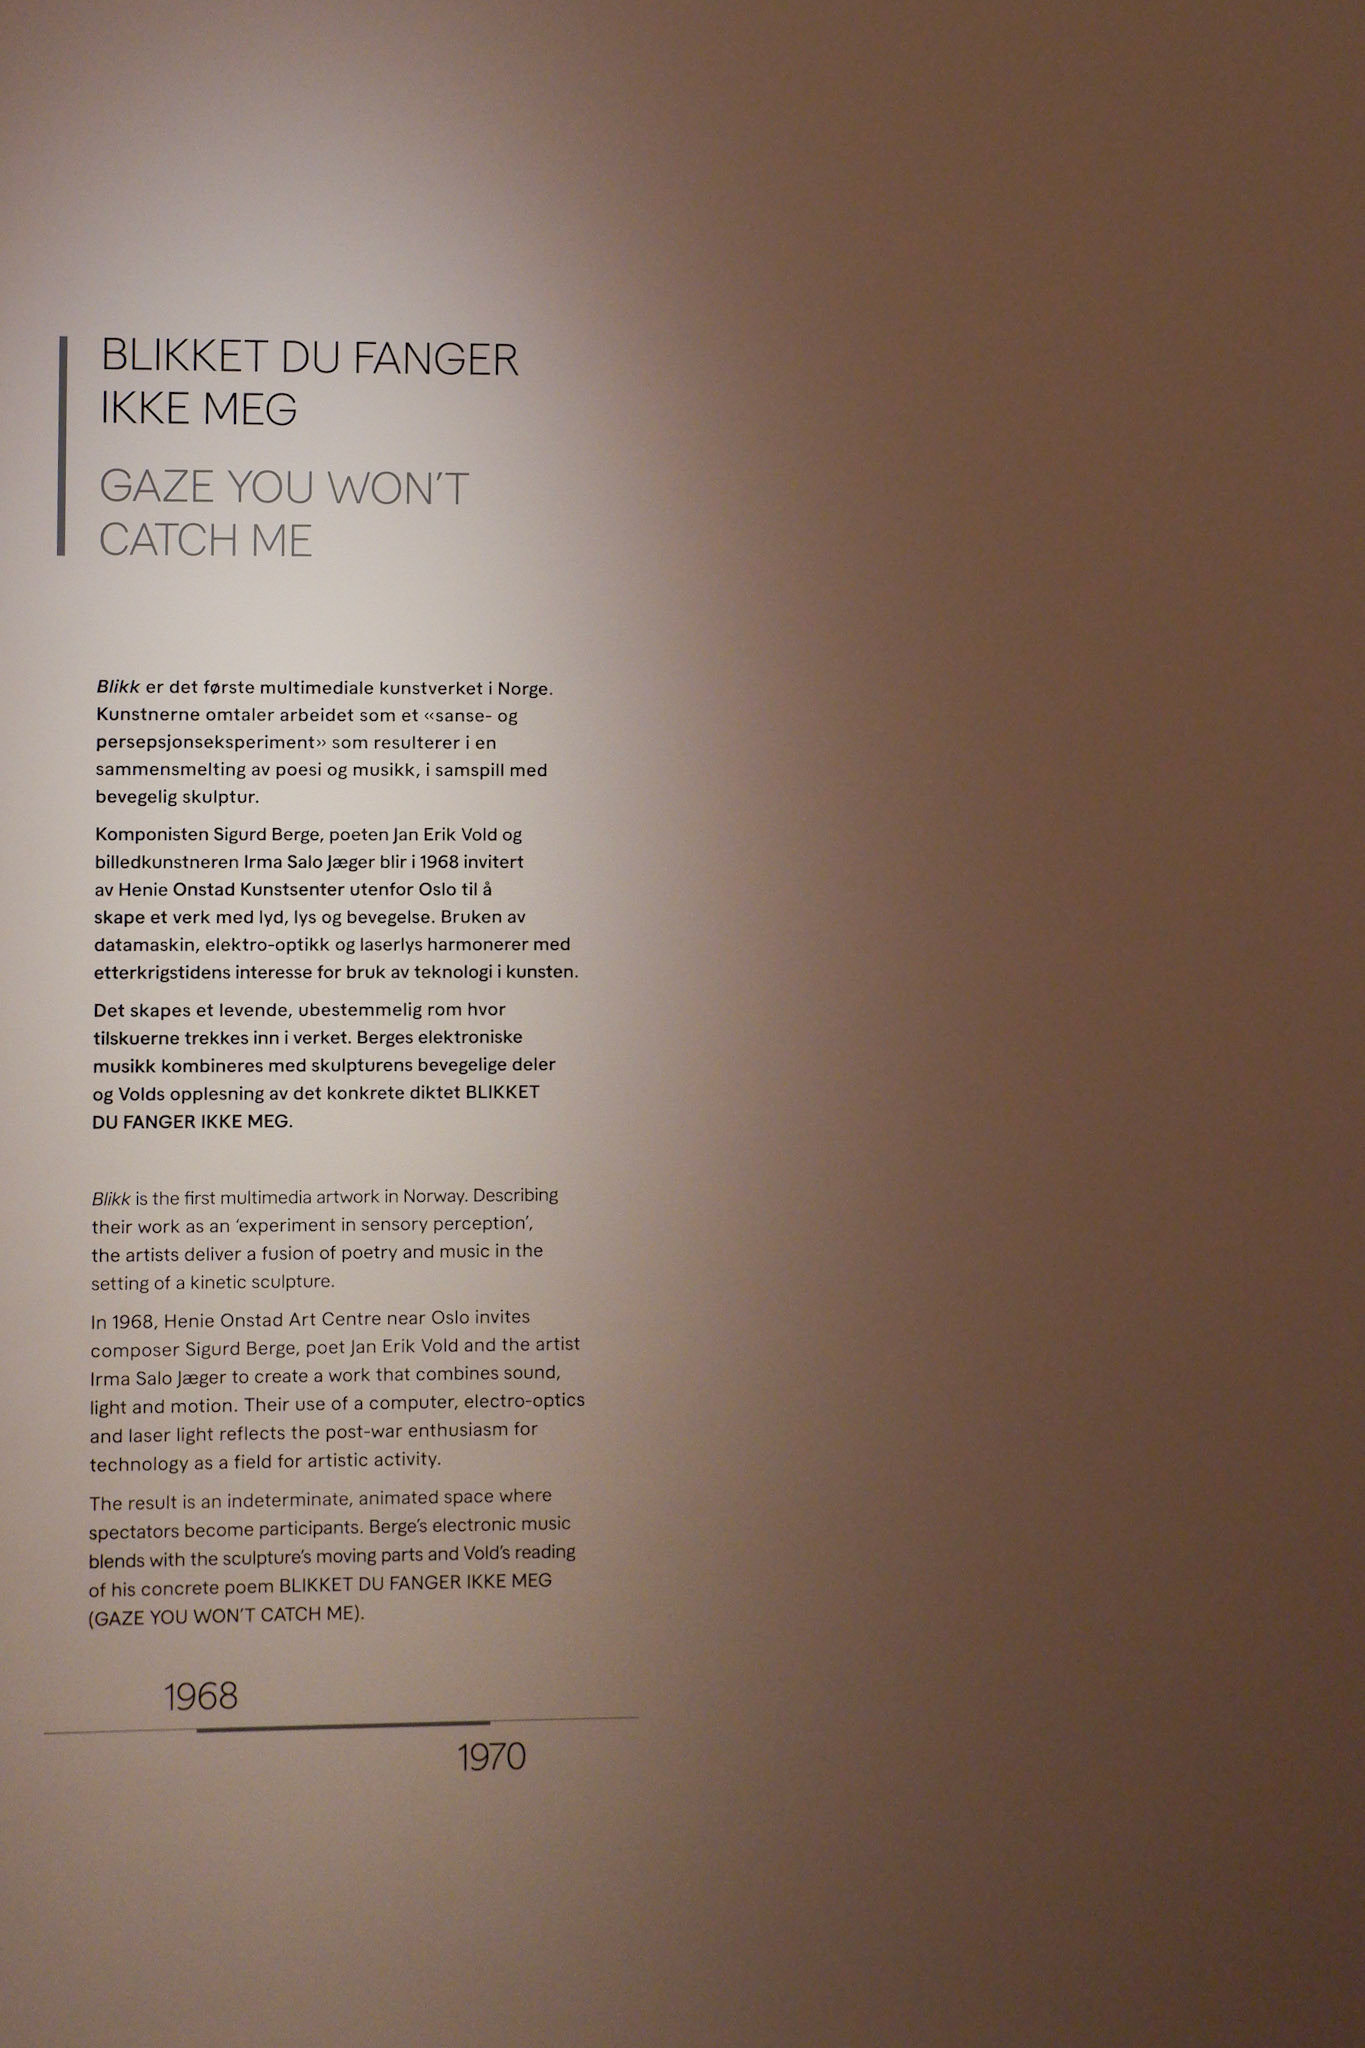 BLIKKET DU FANGER
IKKE MEG
GAZE YOU WON'T
CATCH ME
Blikk er det første multimediale kunstverket i Norge.
Kunstnerne omtaler arbeidet som et «sanse- og
persepsjonseksperiment» som resulterer i en
sammensmelting av poesi og musikk, i samspill med
bevegelig skulptur.
Komponisten Sigurd Berge, poeten Jan Erik Vold og
billedkunstneren Irma Salo Jæger blir i 1968 invitert
av Henie Onstad Kunstsenter utenfor Oslo til å
skape et verk med lyd, lys og bevegelse. Bruken av
datamaskin, elektro-optikk og laserlys harmonerer med
etterkrigstidens interesse for bruk av teknologi i kunsten.
Det skapes et levende, ubestemmelig rom hvor
tilskuerne trekkes inn i verket. Berges elektroniske
musikk kombineres med skulpturens bevegelige deler
og Volds opplesning av det konkrete diktet BLIKKET
DU FANGER IKKE MEG.
Blikk is the first multimedia artwork in Norway. Describing
their work as an ‘experiment in sensory perception’,
the artists deliver a fusion of poetry and music in the
setting of a kinetic sculpture.
In 1968, Henie Onstad Art Centre near Oslo invites
composer Sigurd Berge, poet Jan Erik Vold and the artist
Irma Salo Jæger to create a work that combines sound,
light and motion. Their use of a computer, electro-optics
and laser light reflects the post-war enthusiasm for
technology as a field for artistic activity.
The result is an indeterminate, animated space where
spectators become participants. Berge’s electronic music
blends with the sculpture’s moving parts and Vold’s reading
of his concrete poem BLIKKET DU FANGER IKKE MEG
(GAZE YOU WON’T CATCH ME).
1968
1970